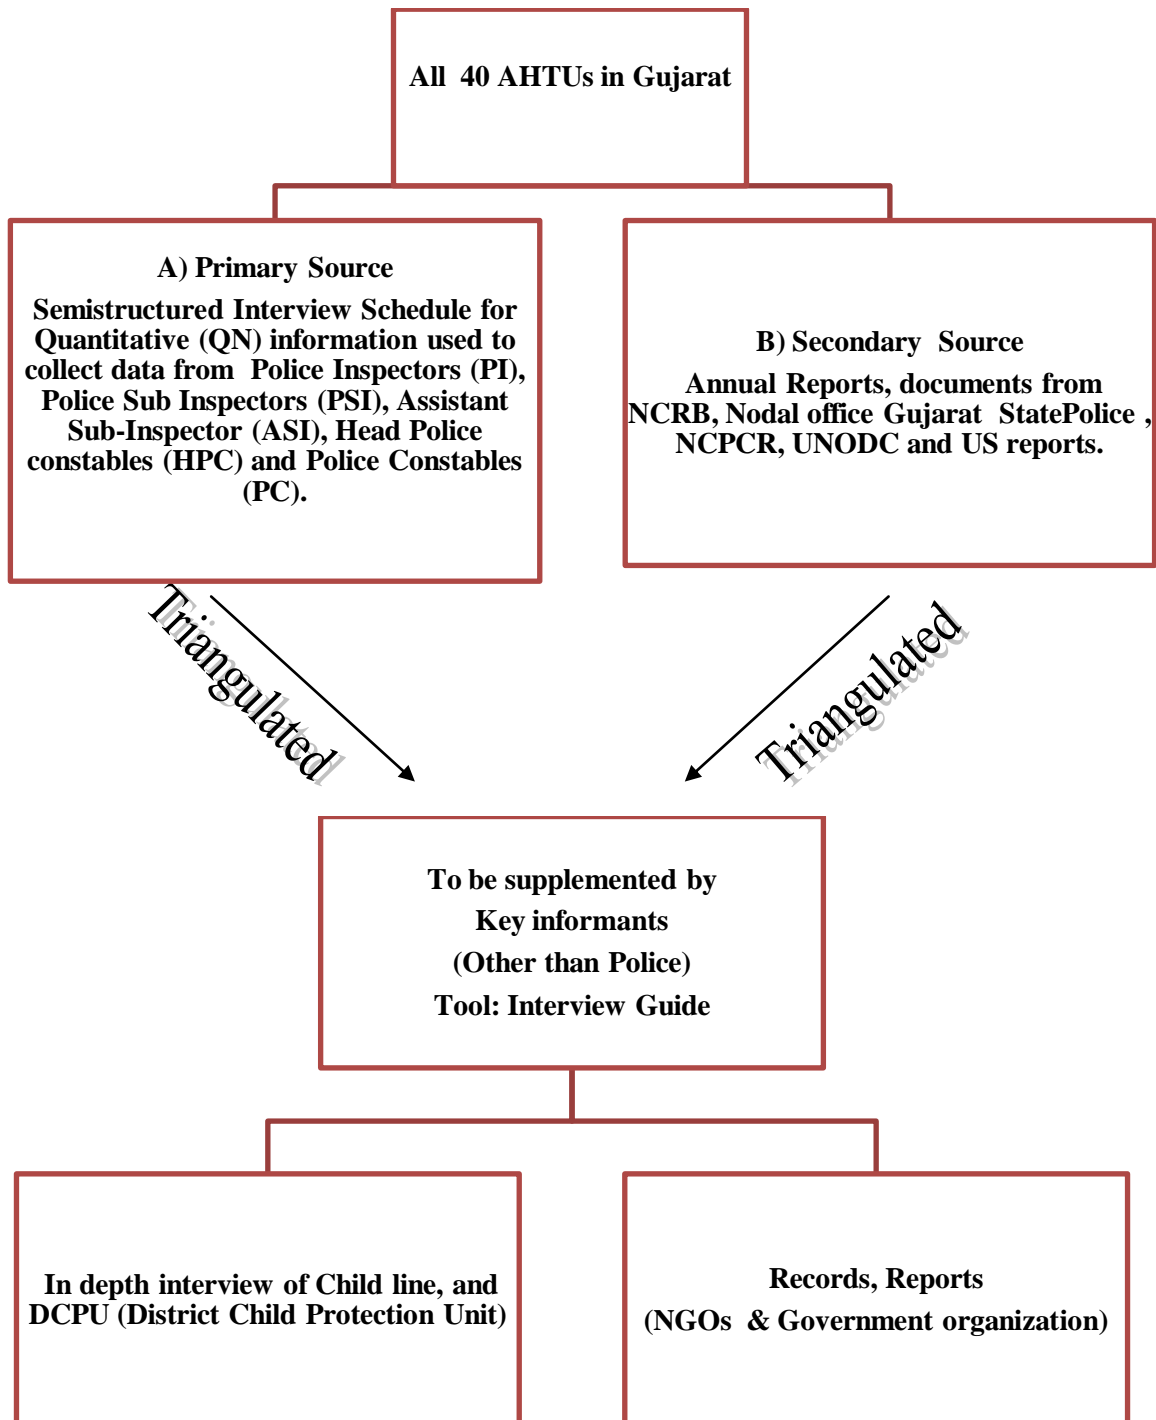 All 40 AHTUs in Gujarat
A) Primary Source
Semistructured Interview Schedule for
Quantitative (QN) information used to
collect data from Police Inspectors (PI),
Police Sub Inspectors (PSI), Assistant
Sub-Inspector (ASI), Head Police
constables (HPC) and Police Constables
(PC).
B) Secondary Source
Annual Reports, documents from
NCRB, Nodal office Gujarat StatePolice ,
NCPCR, UNODC and US reports.
Triangulated
Triangulated
To be supplemented by
Key informants
(Other than Police)
Tool: Interview Guide
In depth interview of Child line, and
DCPU (District Child Protection Unit)
Records, Reports
(NGOs & Government organization)